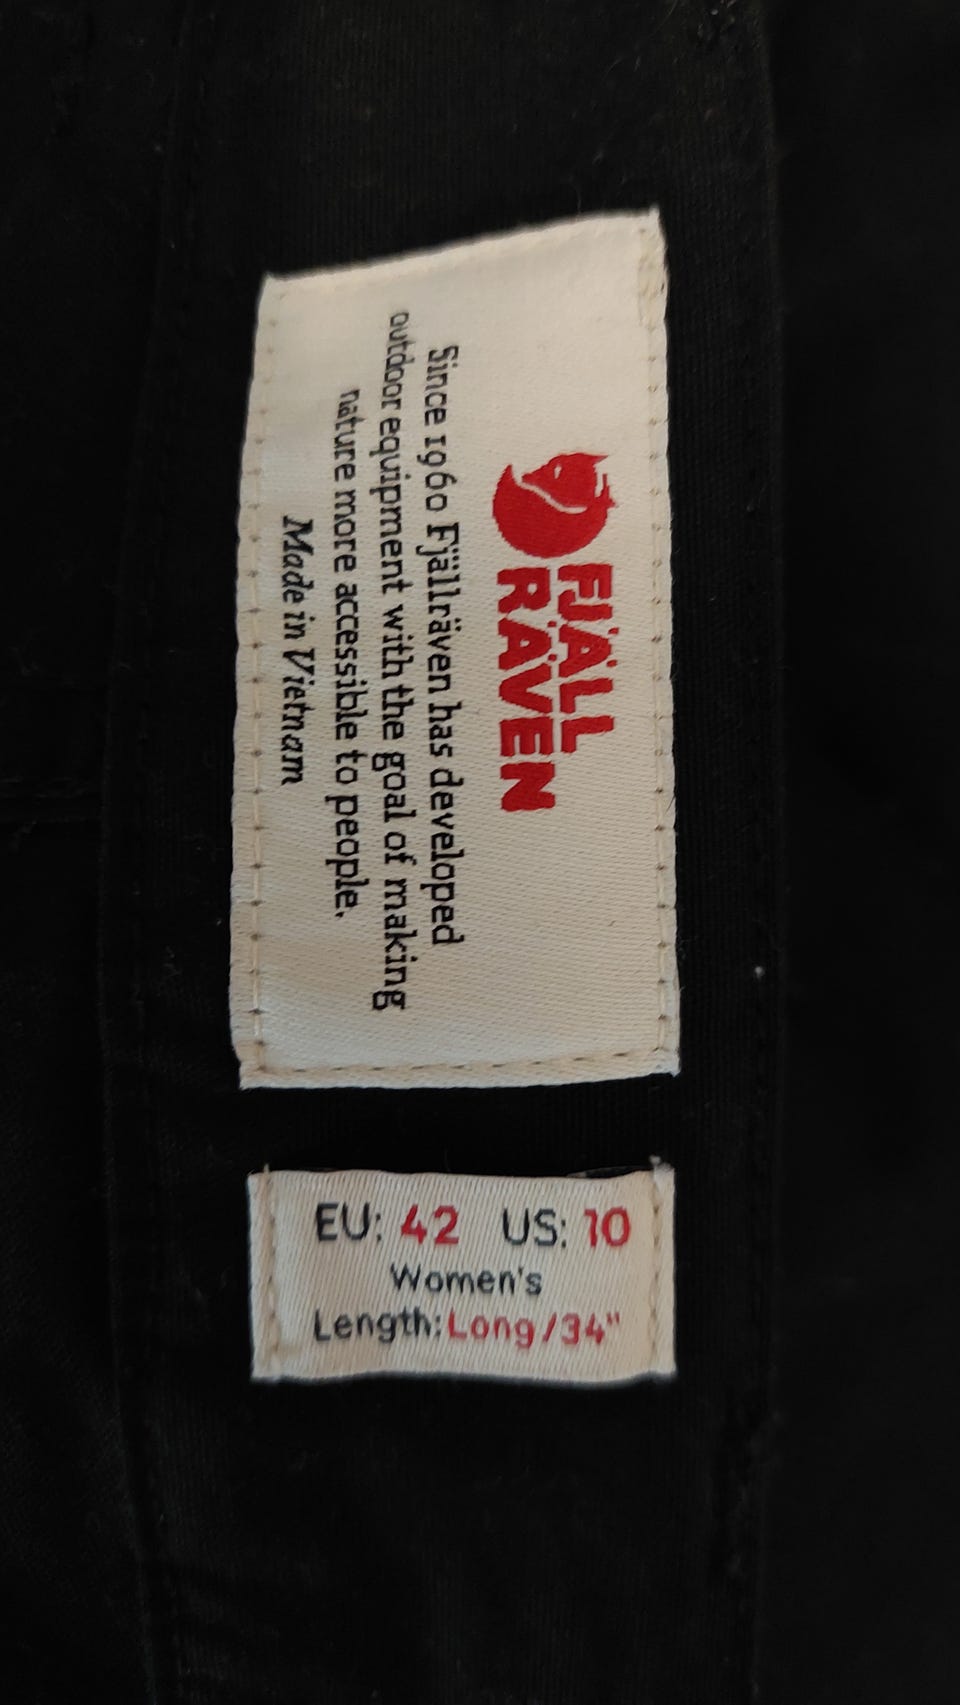 FJÄLL
RÄVEN
Since 1960 Fjällräven has developed
outdoor equipment with the goal of making
nature more accessible to people.
Made in Vietnam
EU: 42 US: 10
Women's
Length: Long/34"